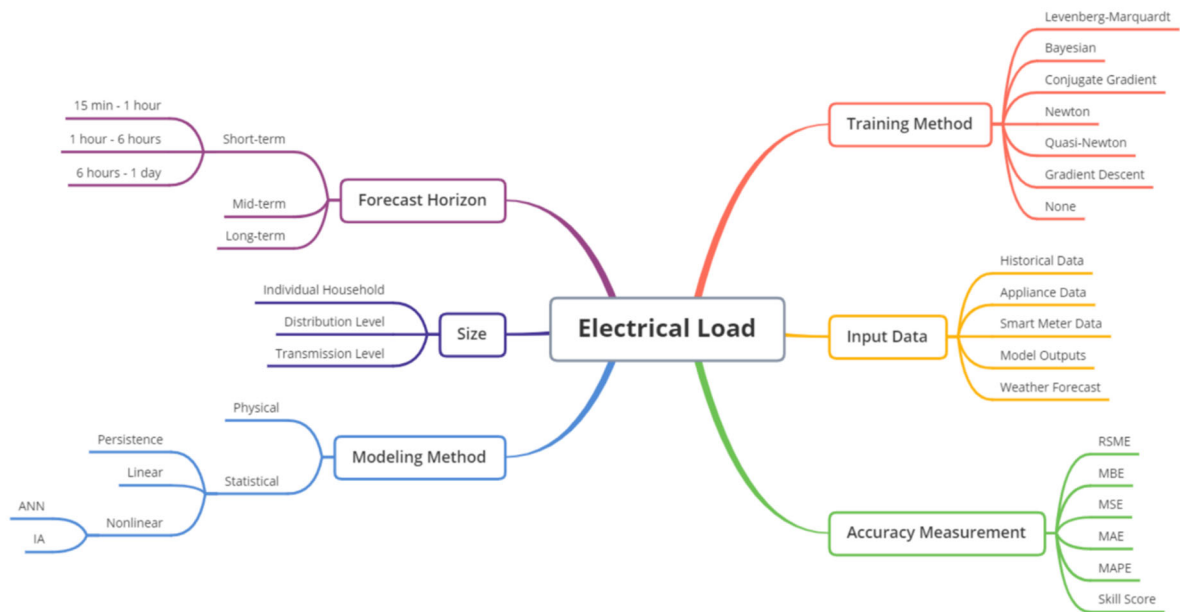 Electrical Load
Forecast Horizon
Short-term
15 min - 1 hour
1 hour - 6 hours
6 hours - 1 day
Mid-term
Long-term
Size
Individual Household
Distribution Level
Transmission Level
Modeling Method
Physical
Statistical
Persistence
Linear
Nonlinear
ANN
IA
Training Method
Levenberg-Marquardt
Bayesian
Conjugate Gradient
Newton
Quasi-Newton
Gradient Descent
None
Input Data
Historical Data
Appliance Data
Smart Meter Data
Model Outputs
Weather Forecast
Accuracy Measurement
RSME
MBE
MSE
MAE
MAPE
Skill Score